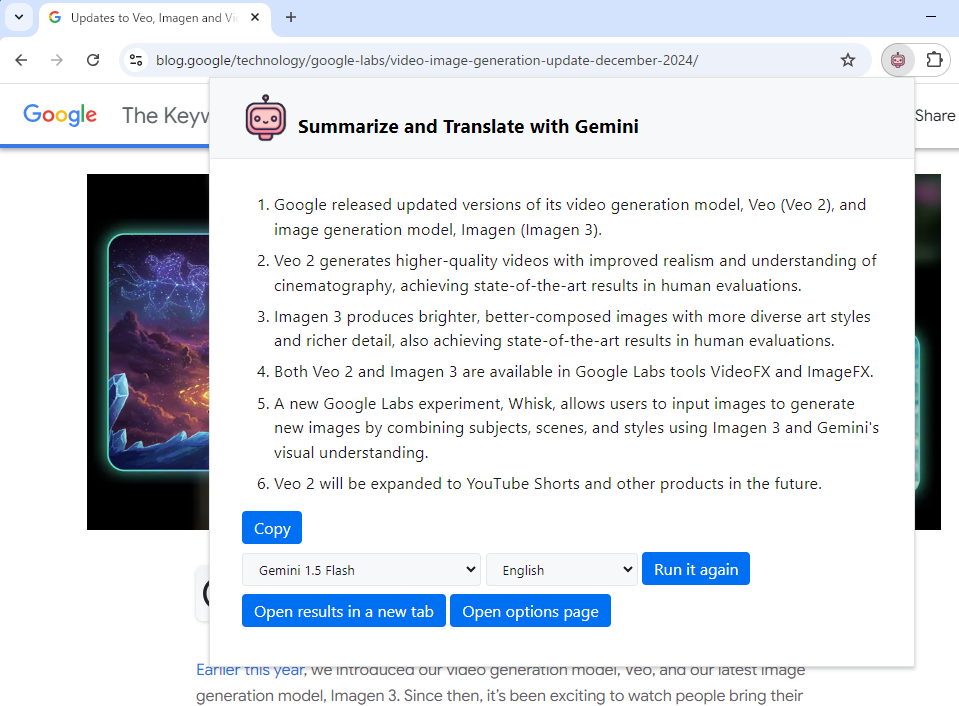 Updates to Veo, Imagen and Vi
blog.google/technology/google-labs/video-image-generation-update-december-2024/
Google The Keyw
Share
Summarize and Translate with Gemini
1. Google released updated versions of its video generation model, Veo (Veo 2), and
image generation model, Imagen (Imagen 3).
2. Veo 2 generates higher-quality videos with improved realism and understanding of
cinematography, achieving state-of-the-art results in human evaluations.
3. Imagen 3 produces brighter, better-composed images with more diverse art styles
and richer detail, also achieving state-of-the-art results in human evaluations.
4. Both Veo 2 and Imagen 3 are available in Google Labs tools VideoFX and ImageFX.
5. A new Google Labs experiment, Whisk, allows users to input images to generate
new images by combining subjects, scenes, and styles using Imagen 3 and Gemini's
visual understanding.
6. Veo 2 will be expanded to YouTube Shorts and other products in the future.
Copy
Gemini 1.5 Flash English Run it again
Open results in a new tab Open options page
Earlier this year, we introduced our video generation model, Veo, and our latest image
generation model, Imagen 3. Since then, it’s been exciting to watch people bring their